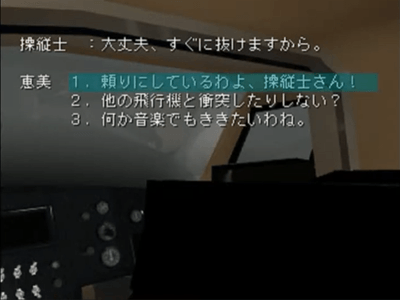 操縦士　：大丈夫、すぐに抜けますから。
恵美　１．頼りにしているわよ、操縦士さん！
２．他の飛行機と衝突したりしない？
３．何か音楽でもききたいわね。